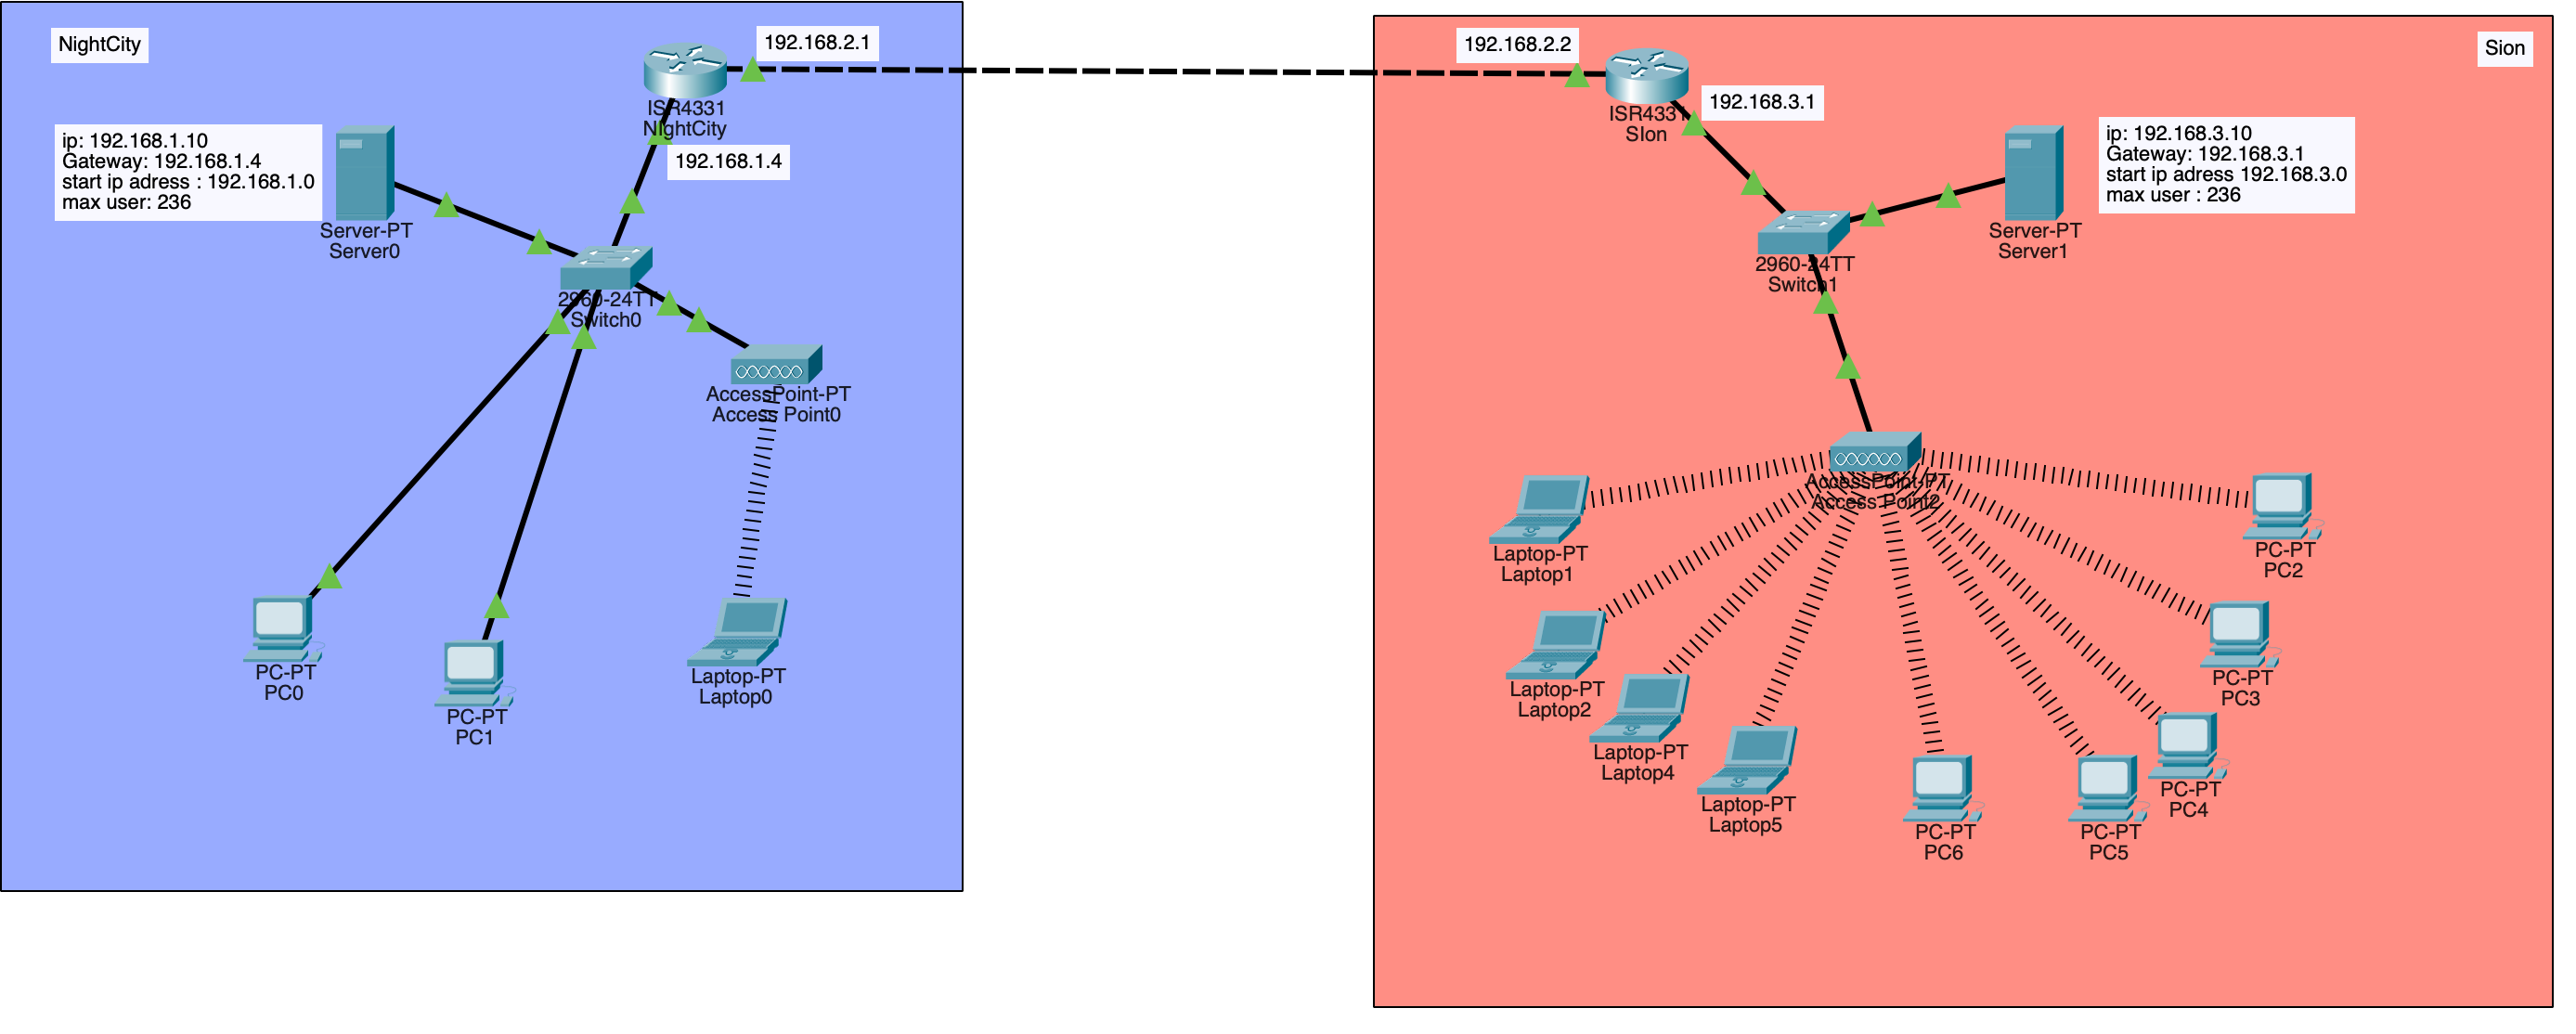 NightCity
192.168.2.1
ISR4331
NIghtCity
192.168.1.4
ip: 192.168.1.10
Gateway: 192.168.1.4
start ip adress : 192.168.1.0
max user: 236
Server-PT
Server0
2960-24TT
Switch0
AccessPoint-PT
Access Point0
PC-PT
PC0
PC-PT
PC1
Laptop-PT
Laptop0
Sion
192.168.2.2
ISR4331
SIon
192.168.3.1
ip: 192.168.3.10
Gateway: 192.168.3.1
start ip adress 192.168.3.0
max user : 236
Server-PT
Server1
2960-24TT
Switch1
AccessPoint-PT
Access Point2
Laptop-PT
Laptop1
Laptop-PT
Laptop2
Laptop-PT
Laptop4
Laptop-PT
Laptop5
PC-PT
PC6
PC-PT
PC5
PC-PT
PC4
PC-PT
PC3
PC-PT
PC2